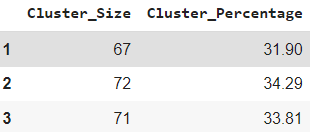 Cluster_Size Cluster_Percentage
1 67 31.90
2 72 34.29
3 71 33.81